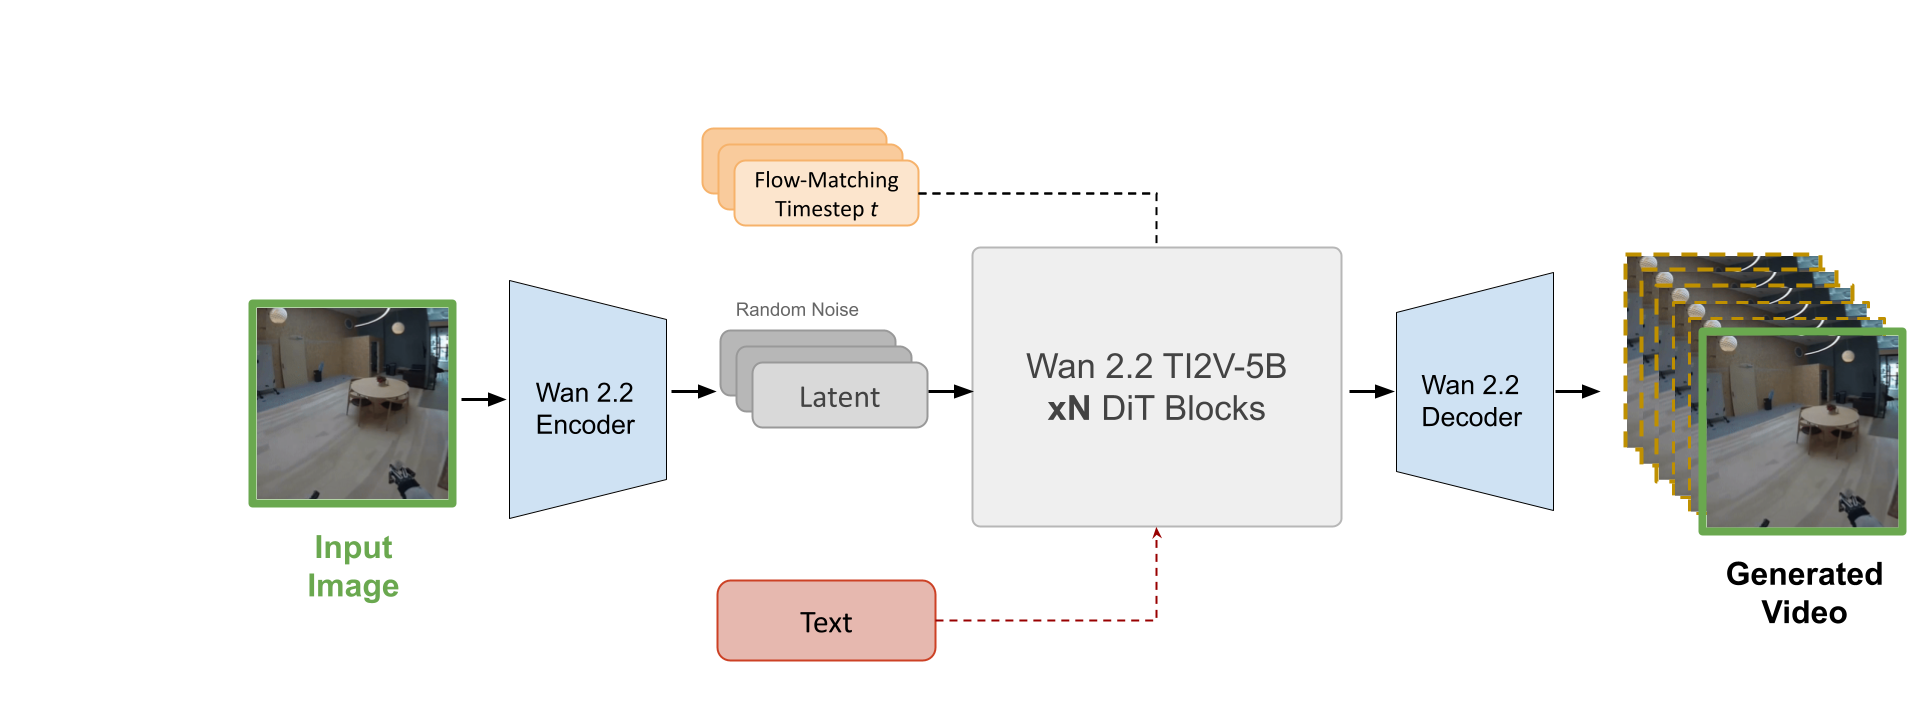 Flow-Matching
Timestep t
Random Noise
Latent
Wan 2.2
Encoder
Wan 2.2 TI2V-5B
xN DiT Blocks
Wan 2.2
Decoder
Input
Image
Text
Generated
Video